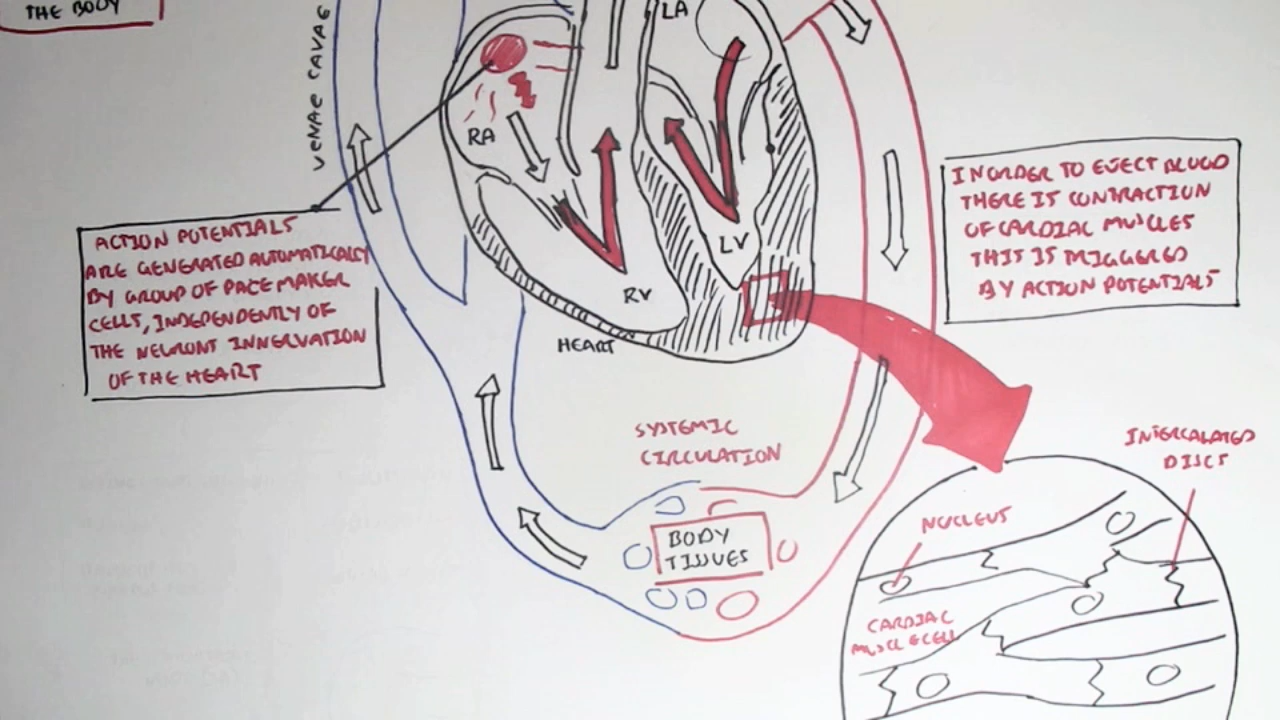 THE BODY
VENAE CAVAE
LA
RA
LV
RV
HEART
ACTION POTENTIALS
ARE GENERATED AUTOMATICALLY
BY GROUP OF PACEMAKER
CELLS, INDEPENDENTLY OF
THE NEURONT INNERVATION
OF THE HEART
IN ORDER TO EJECT BLOOD
THERE IS CONTRACTION
OF CARDIAC MUSCLES
THIS IS TRIGGERED
BY ACTION POTENTIALS
SYSTEMIC
CIRCULATION
BODY
TISSUES
INTERCALATED
DISCS
NUCLEUS
CARDIAC
MUSCLE CELL